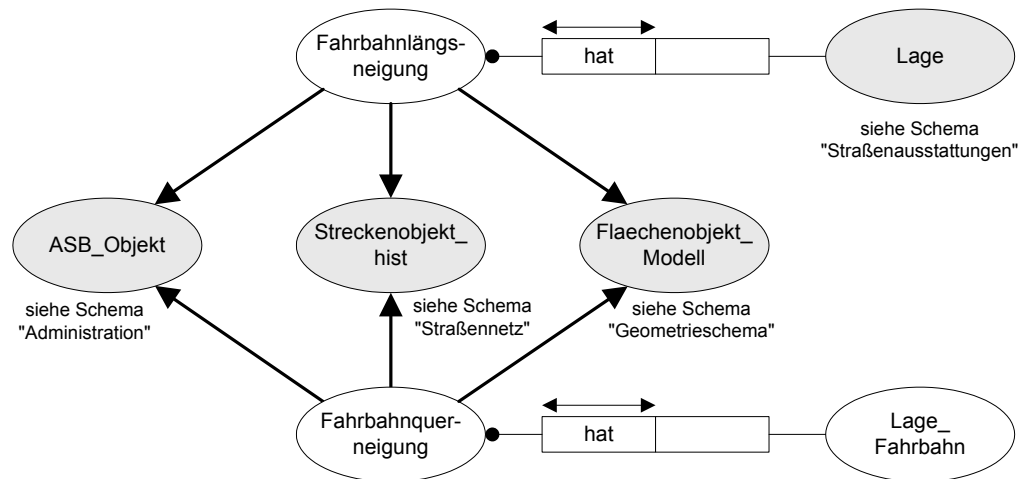 Fahrbahnlängs-
neigung
hat
Lage
siehe Schema
"Straßenausstattungen"
ASB_Objekt
siehe Schema
"Administration"
Streckenobjekt_
hist
siehe Schema
"Straßennetz"
Flaechenobjekt_
Modell
siehe Schema
"Geometrieschema"
Fahrbahnquer-
neigung
hat
Lage_
Fahrbahn